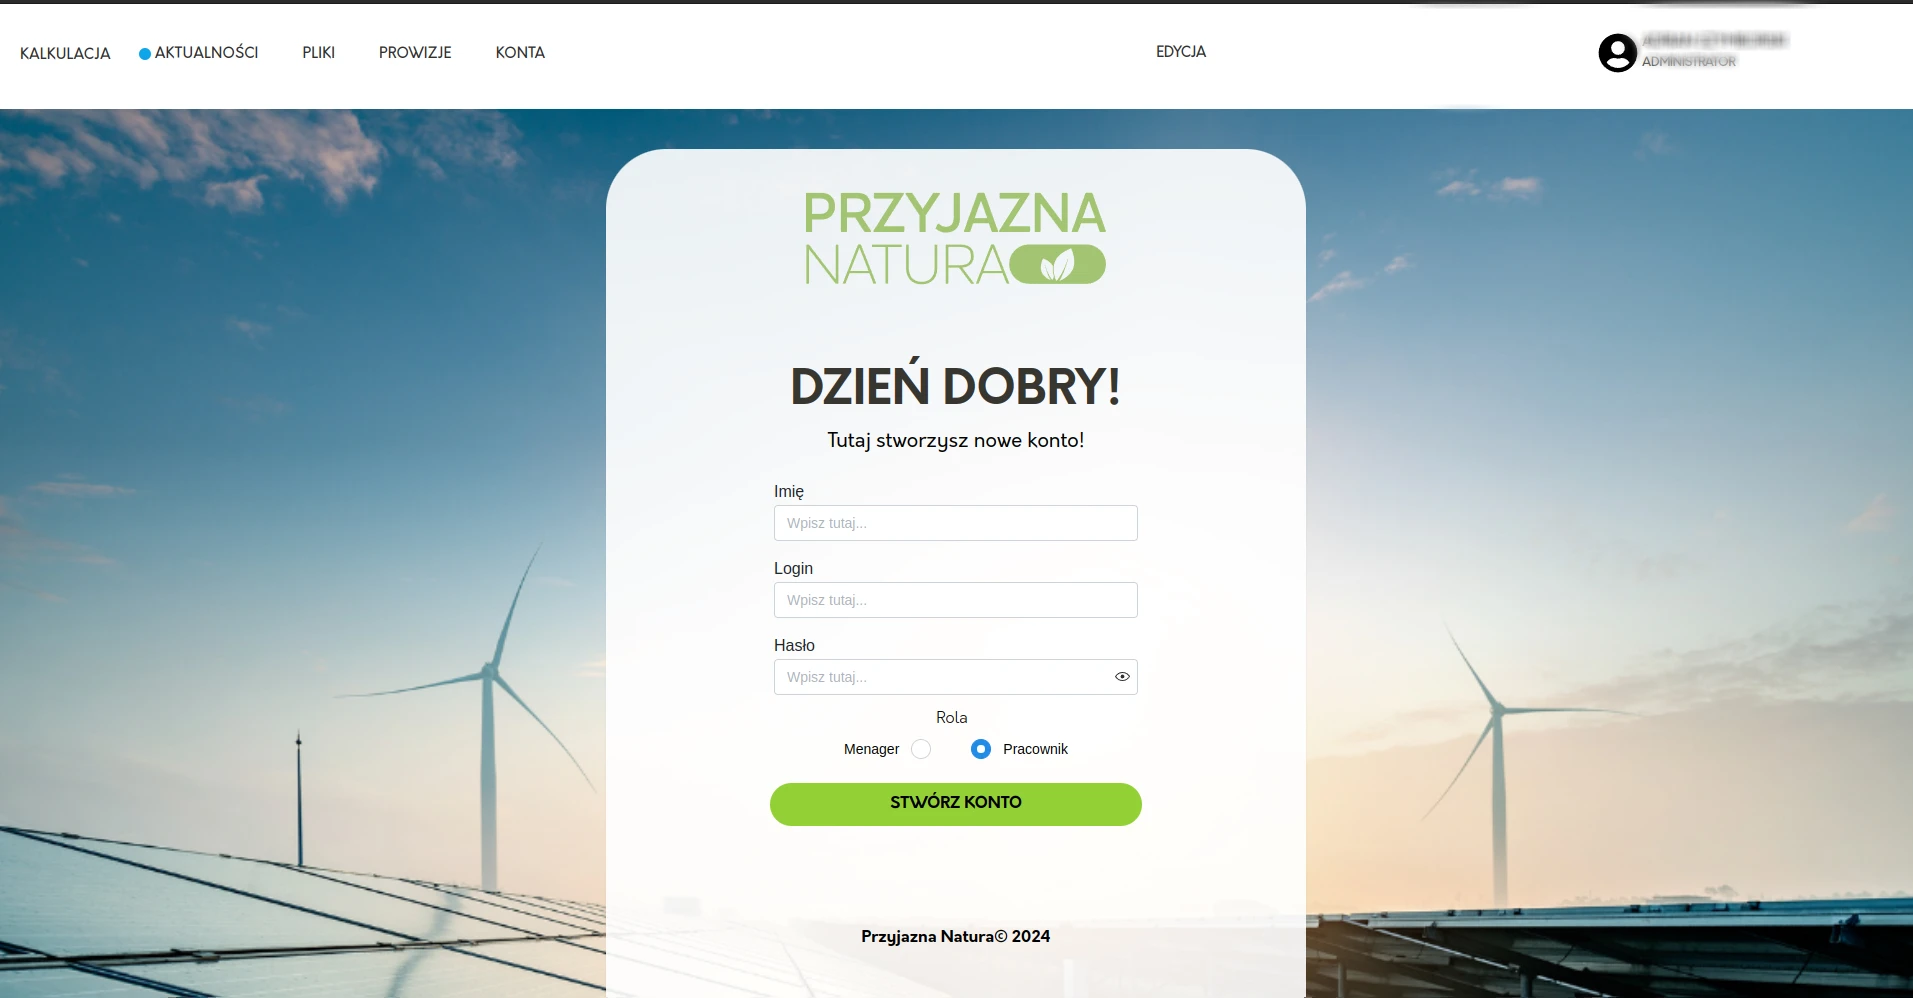 KALKULACJA AKTUALNOŚCI PLIKI PROWIZJE KONTA EDYCJA
ADMINISTRATOR
PRZYJAZNA
NATURA
DZIEŃ DOBRY!
Tutaj stworzysz nowe konto!
Imię
Wpisz tutaj...
Login
Wpisz tutaj...
Hasło
Wpisz tutaj...
Rola
Menager Pracownik
STWÓRZ KONTO
Przyjazna Natura© 2024